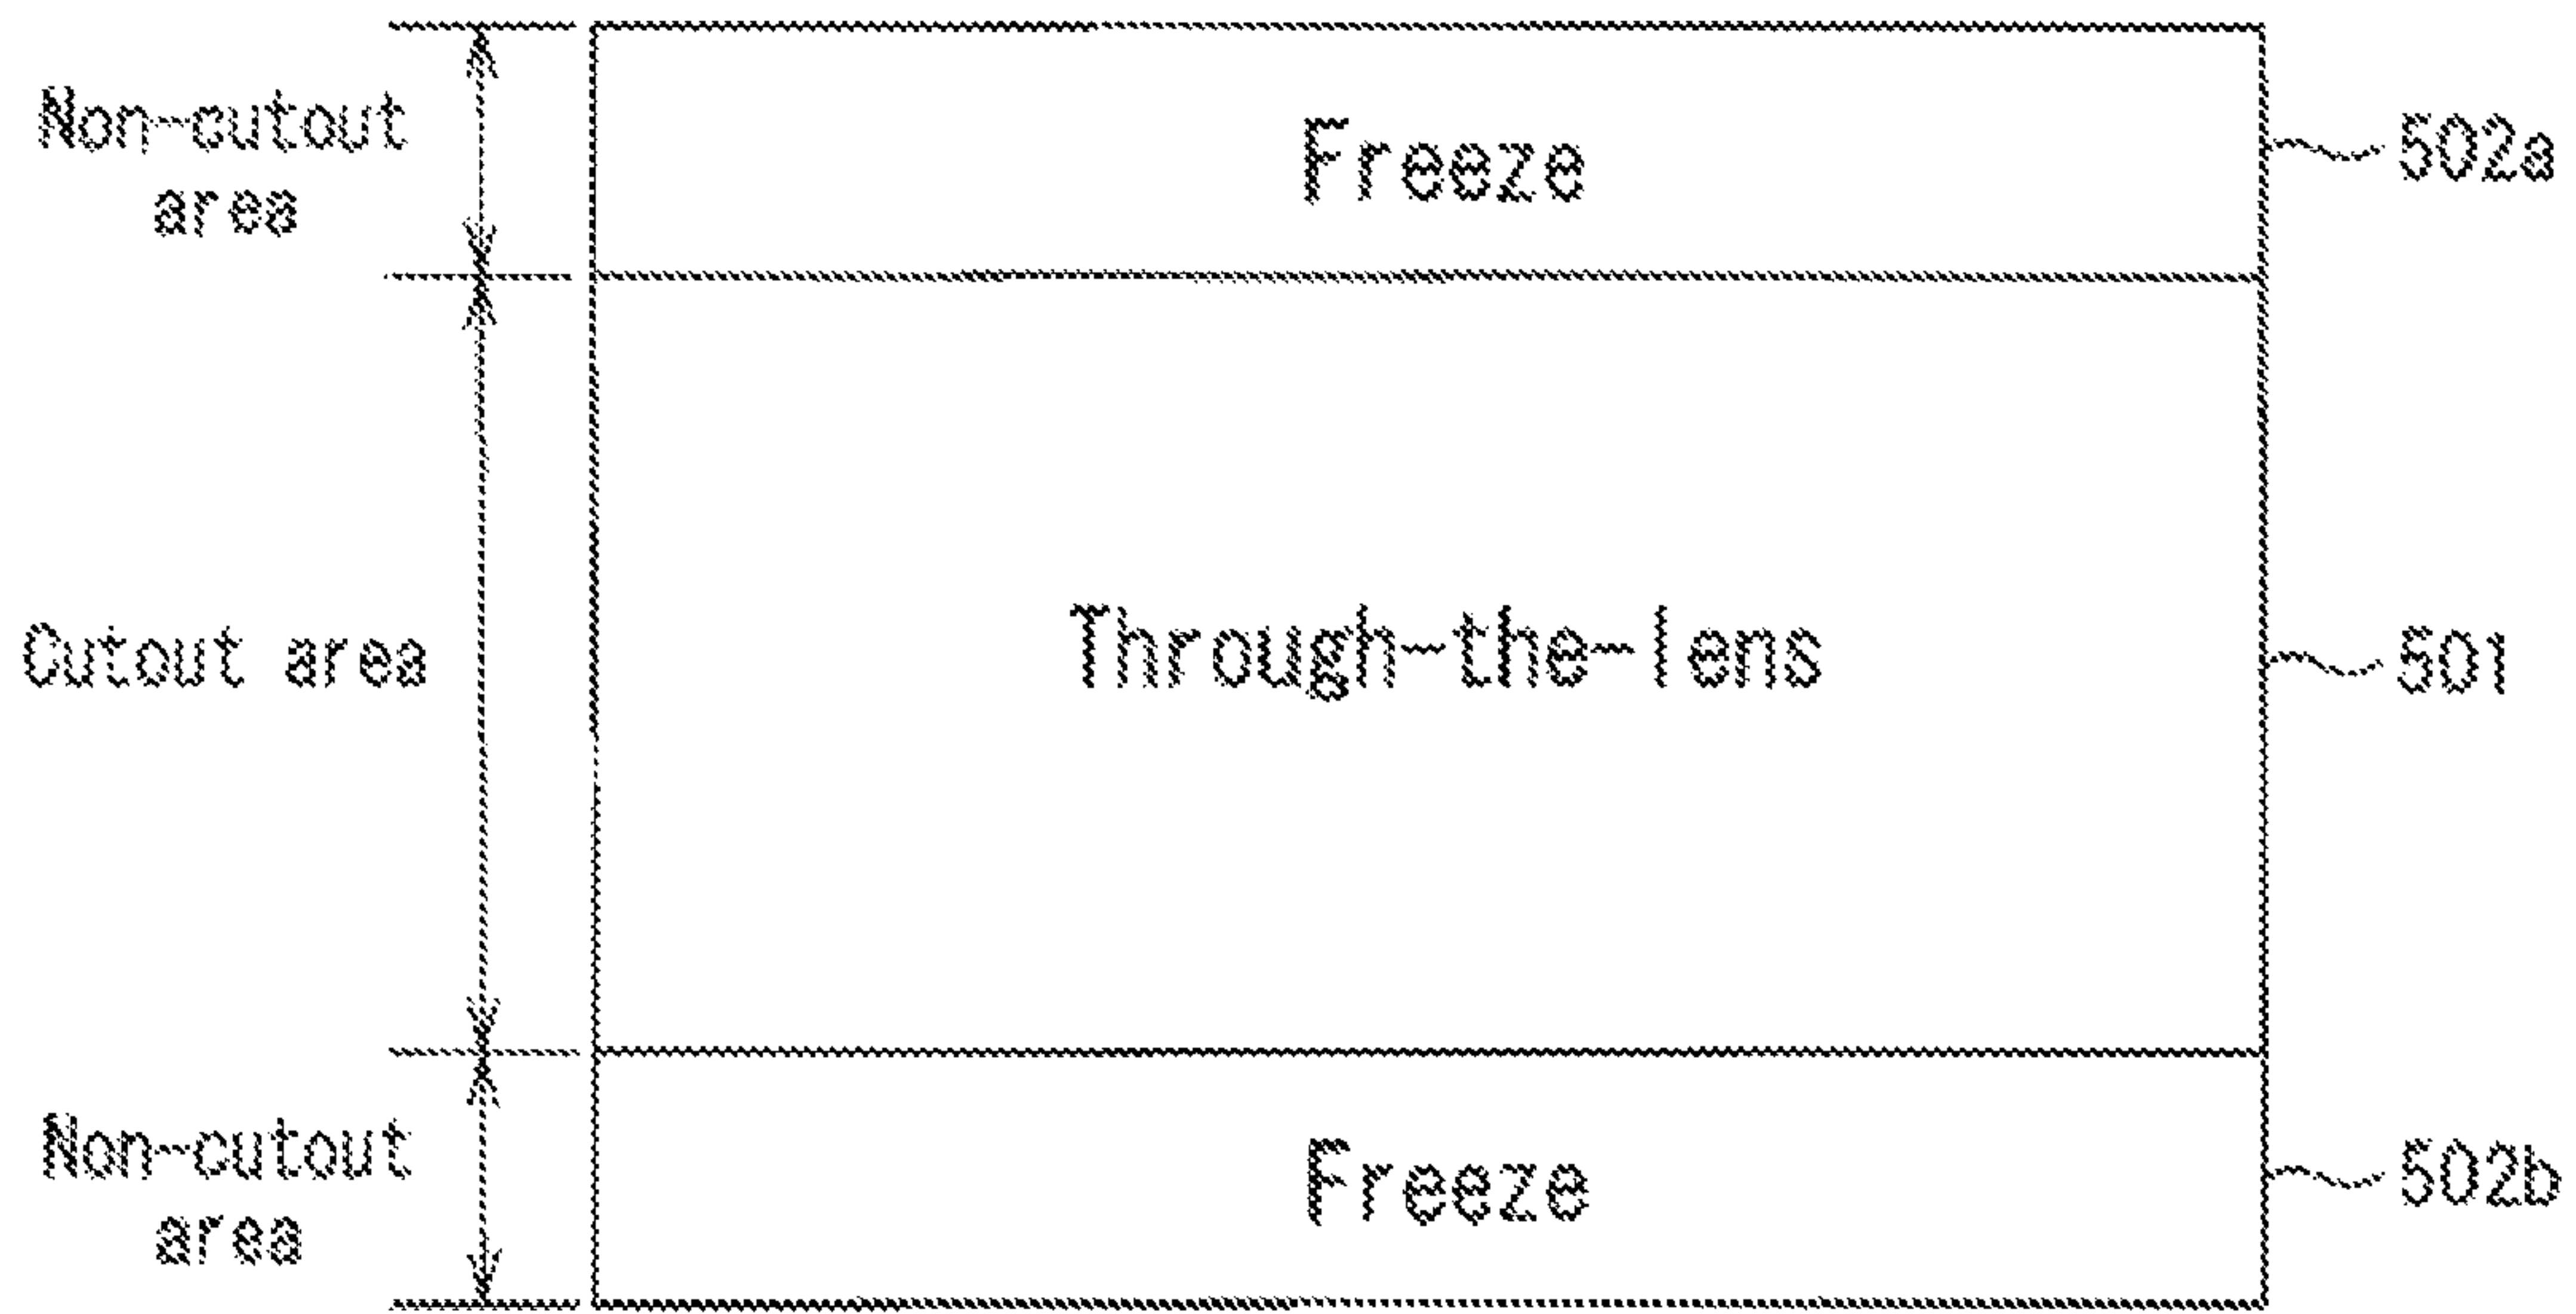 Non-cutout
area
Freeze
502a
Cutout area
Through-the-lens
501
Non-cutout
area
Freeze
502b